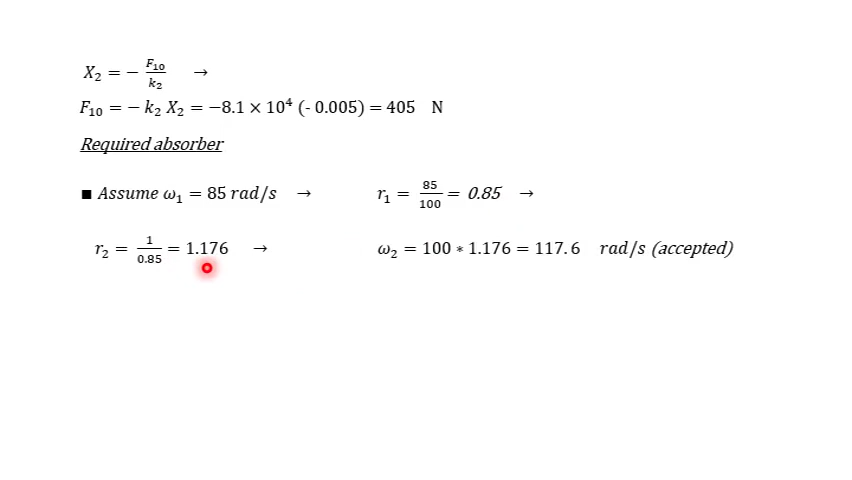 X₂ = − F₁₀/k₂ →
F₁₀ = − k₂ X₂ = −8.1 × 10⁴ (- 0.005) = 405 N
Required absorber
■ Assume ω₁ = 85 rad/s → r₁ = 85/100 = 0.85 →
r₂ = 1/0.85 = 1.176 → ω₂ = 100 * 1.176 = 117.6 rad/s (accepted)